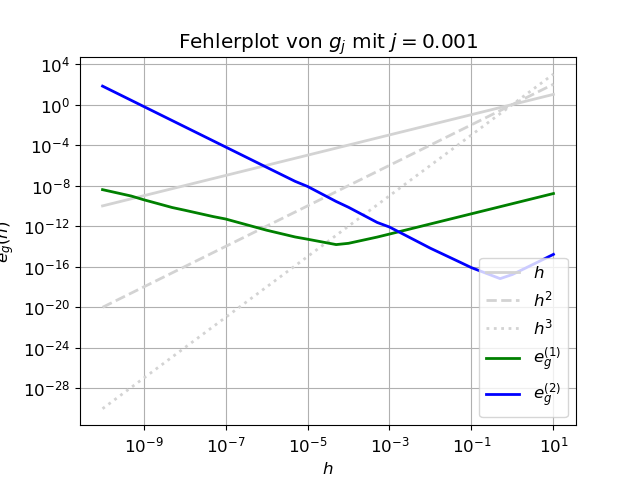 Fehlerplot von $g_j$ mit $j = 0.001$
$10^4$
$10^0$
$10^{-4}$
$10^{-8}$
$10^{-12}$
$10^{-16}$
$10^{-20}$
$10^{-24}$
$10^{-28}$
$e_g(h)$
$h$
$h^2$
$h^3$
$e_g^{(1)}$
$e_g^{(2)}$
$10^{-9}$ $10^{-7}$ $10^{-5}$ $10^{-3}$ $10^{-1}$ $10^1$
$h$